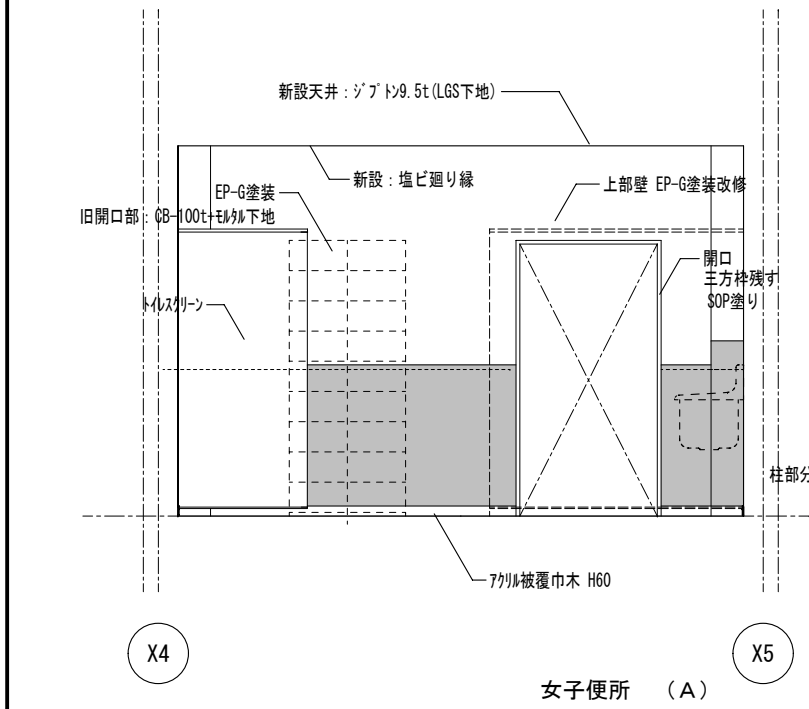 新設天井：ｼﾞﾌﾟﾄﾝ9.5t(LGS下地)
新設：塩ビ廻り縁
EP-G塗装
上部壁 EP-G塗装改修
旧開口部：CB-100t+ﾓﾙﾀﾙ下地
開口
三方枠残す
SOP塗り
ﾄｲﾚｽｸﾘｰﾝ
柱部分
ｱｸﾘﾙ被覆巾木 H60
X4
X5
女子便所　（Ａ）